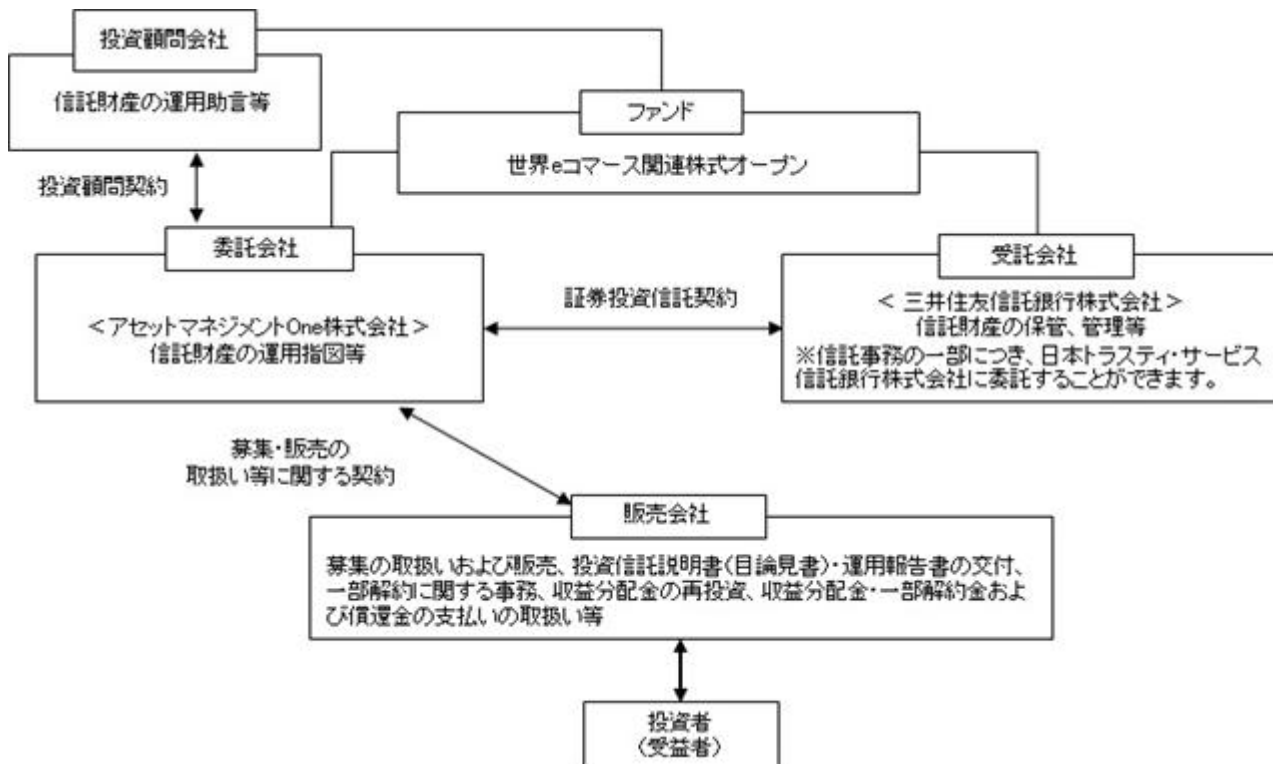 投資顧問会社
信託財産の運用助言等
ファンド
世界eコマース関連株式オープン
投資顧問契約
委託会社
<アセットマネジメントOne株式会社>
信託財産の運用指図等
証券投資信託契約
受託会社
< 三井住友信託銀行株式会社>
信託財産の保管、管理等
※信託事務の一部につき、日本トラスティ・サービス
信託銀行株式会社に委託することができます。
募集・販売の
取扱い等に関する契約
販売会社
募集の取扱いおよび販売、投資信託説明書(目論見書)・運用報告書の交付、
一部解約に関する事務、収益分配金の再投資、収益分配金・一部解約金およ
び償還金の支払いの取扱い等
投資者
(受益者)